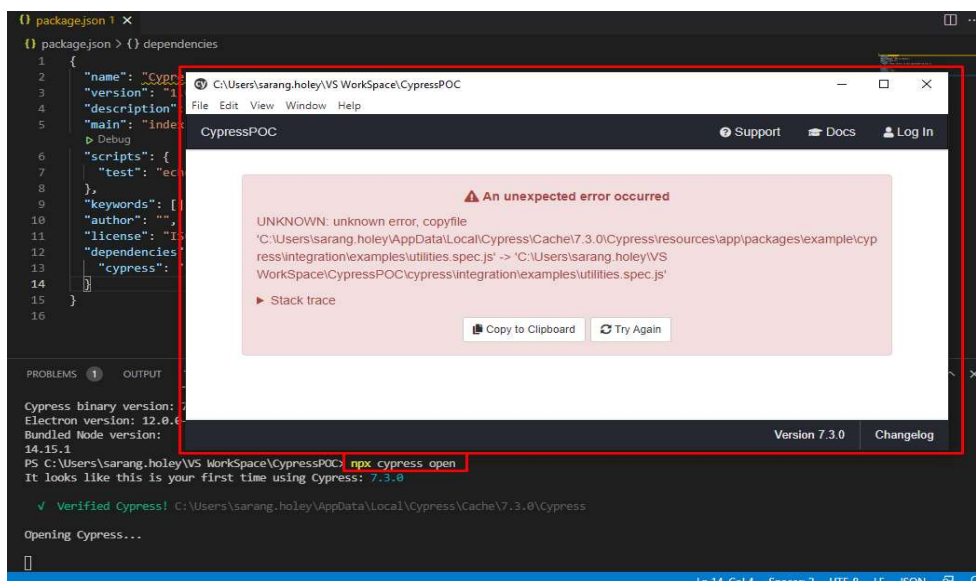 {} package.json 1 ×
{} package.json > {} dependencies
1 {
2 "name": "Cypre
3 "version": "1
4 "description"
5 "main": "index
Debug
6 "scripts": {
7 "test": "ech
8 },
9 "keywords": [
10 "author": "",
11 "license": "IS
12 "dependencies"
13 "cypress": "
14 }
15 }
16
C:\Users\sarang.holey\VS WorkSpace\CypressPOC
File Edit View Window Help
CypressPOC Support Docs Log In
An unexpected error occurred
UNKNOWN: unknown error, copyfile
'C:\Users\sarang.holey\AppData\Local\Cypress\Cache\7.3.0\Cypress\resources\app\packages\example\cyp
ress\integration\examples\utilities.spec.js' -> 'C:\Users\sarang.holey\VS
WorkSpace\CypressPOC\cypress\integration\examples\utilities.spec.js'
Stack trace
Copy to Clipboard Try Again
Version 7.3.0 Changelog
PROBLEMS 1 OUTPUT
Cypress binary version: 7
Electron version: 12.0.0
Bundled Node version:
14.15.1
PS C:\Users\sarang.holey\VS WorkSpace\CypressPOC> npx cypress open
It looks like this is your first time using Cypress: 7.3.0
√ Verified Cypress! C:\Users\sarang.holey\AppData\Local\Cypress\Cache\7.3.0\Cypress
Opening Cypress...